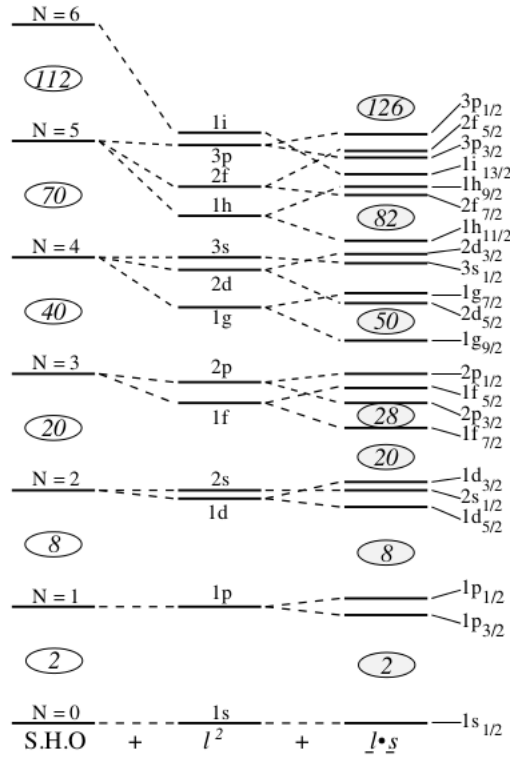 N = 6
112
N = 5
70
N = 4
40
N = 3
20
N = 2
8
N = 1
2
N = 0
S.H.O
+
1i
3p
2f
1h
3s
2d
1g
2p
1f
2s
1d
1p
1s
l 2
+
126
82
50
28
20
8
2
l•s
3p1/2
2f5/2
3p3/2
1i13/2
1h9/2
2f7/2
1h11/2
2d3/2
3s1/2
1g7/2
2d5/2
1g9/2
2p1/2
1f5/2
2p3/2
1f7/2
1d3/2
2s1/2
1d5/2
1p1/2
1p3/2
1s1/2